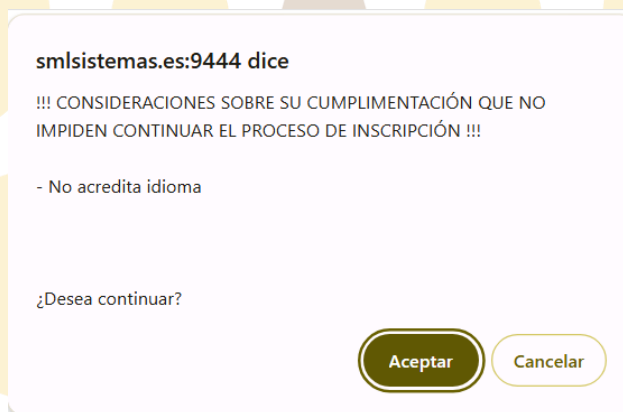 smlsistemas.es:9444 dice
!!! CONSIDERACIONES SOBRE SU CUMPLIMENTACIÓN QUE NO
IMPIDEN CONTINUAR EL PROCESO DE INSCRIPCIÓN !!!
- No acredita idioma
¿Desea continuar?
Aceptar
Cancelar